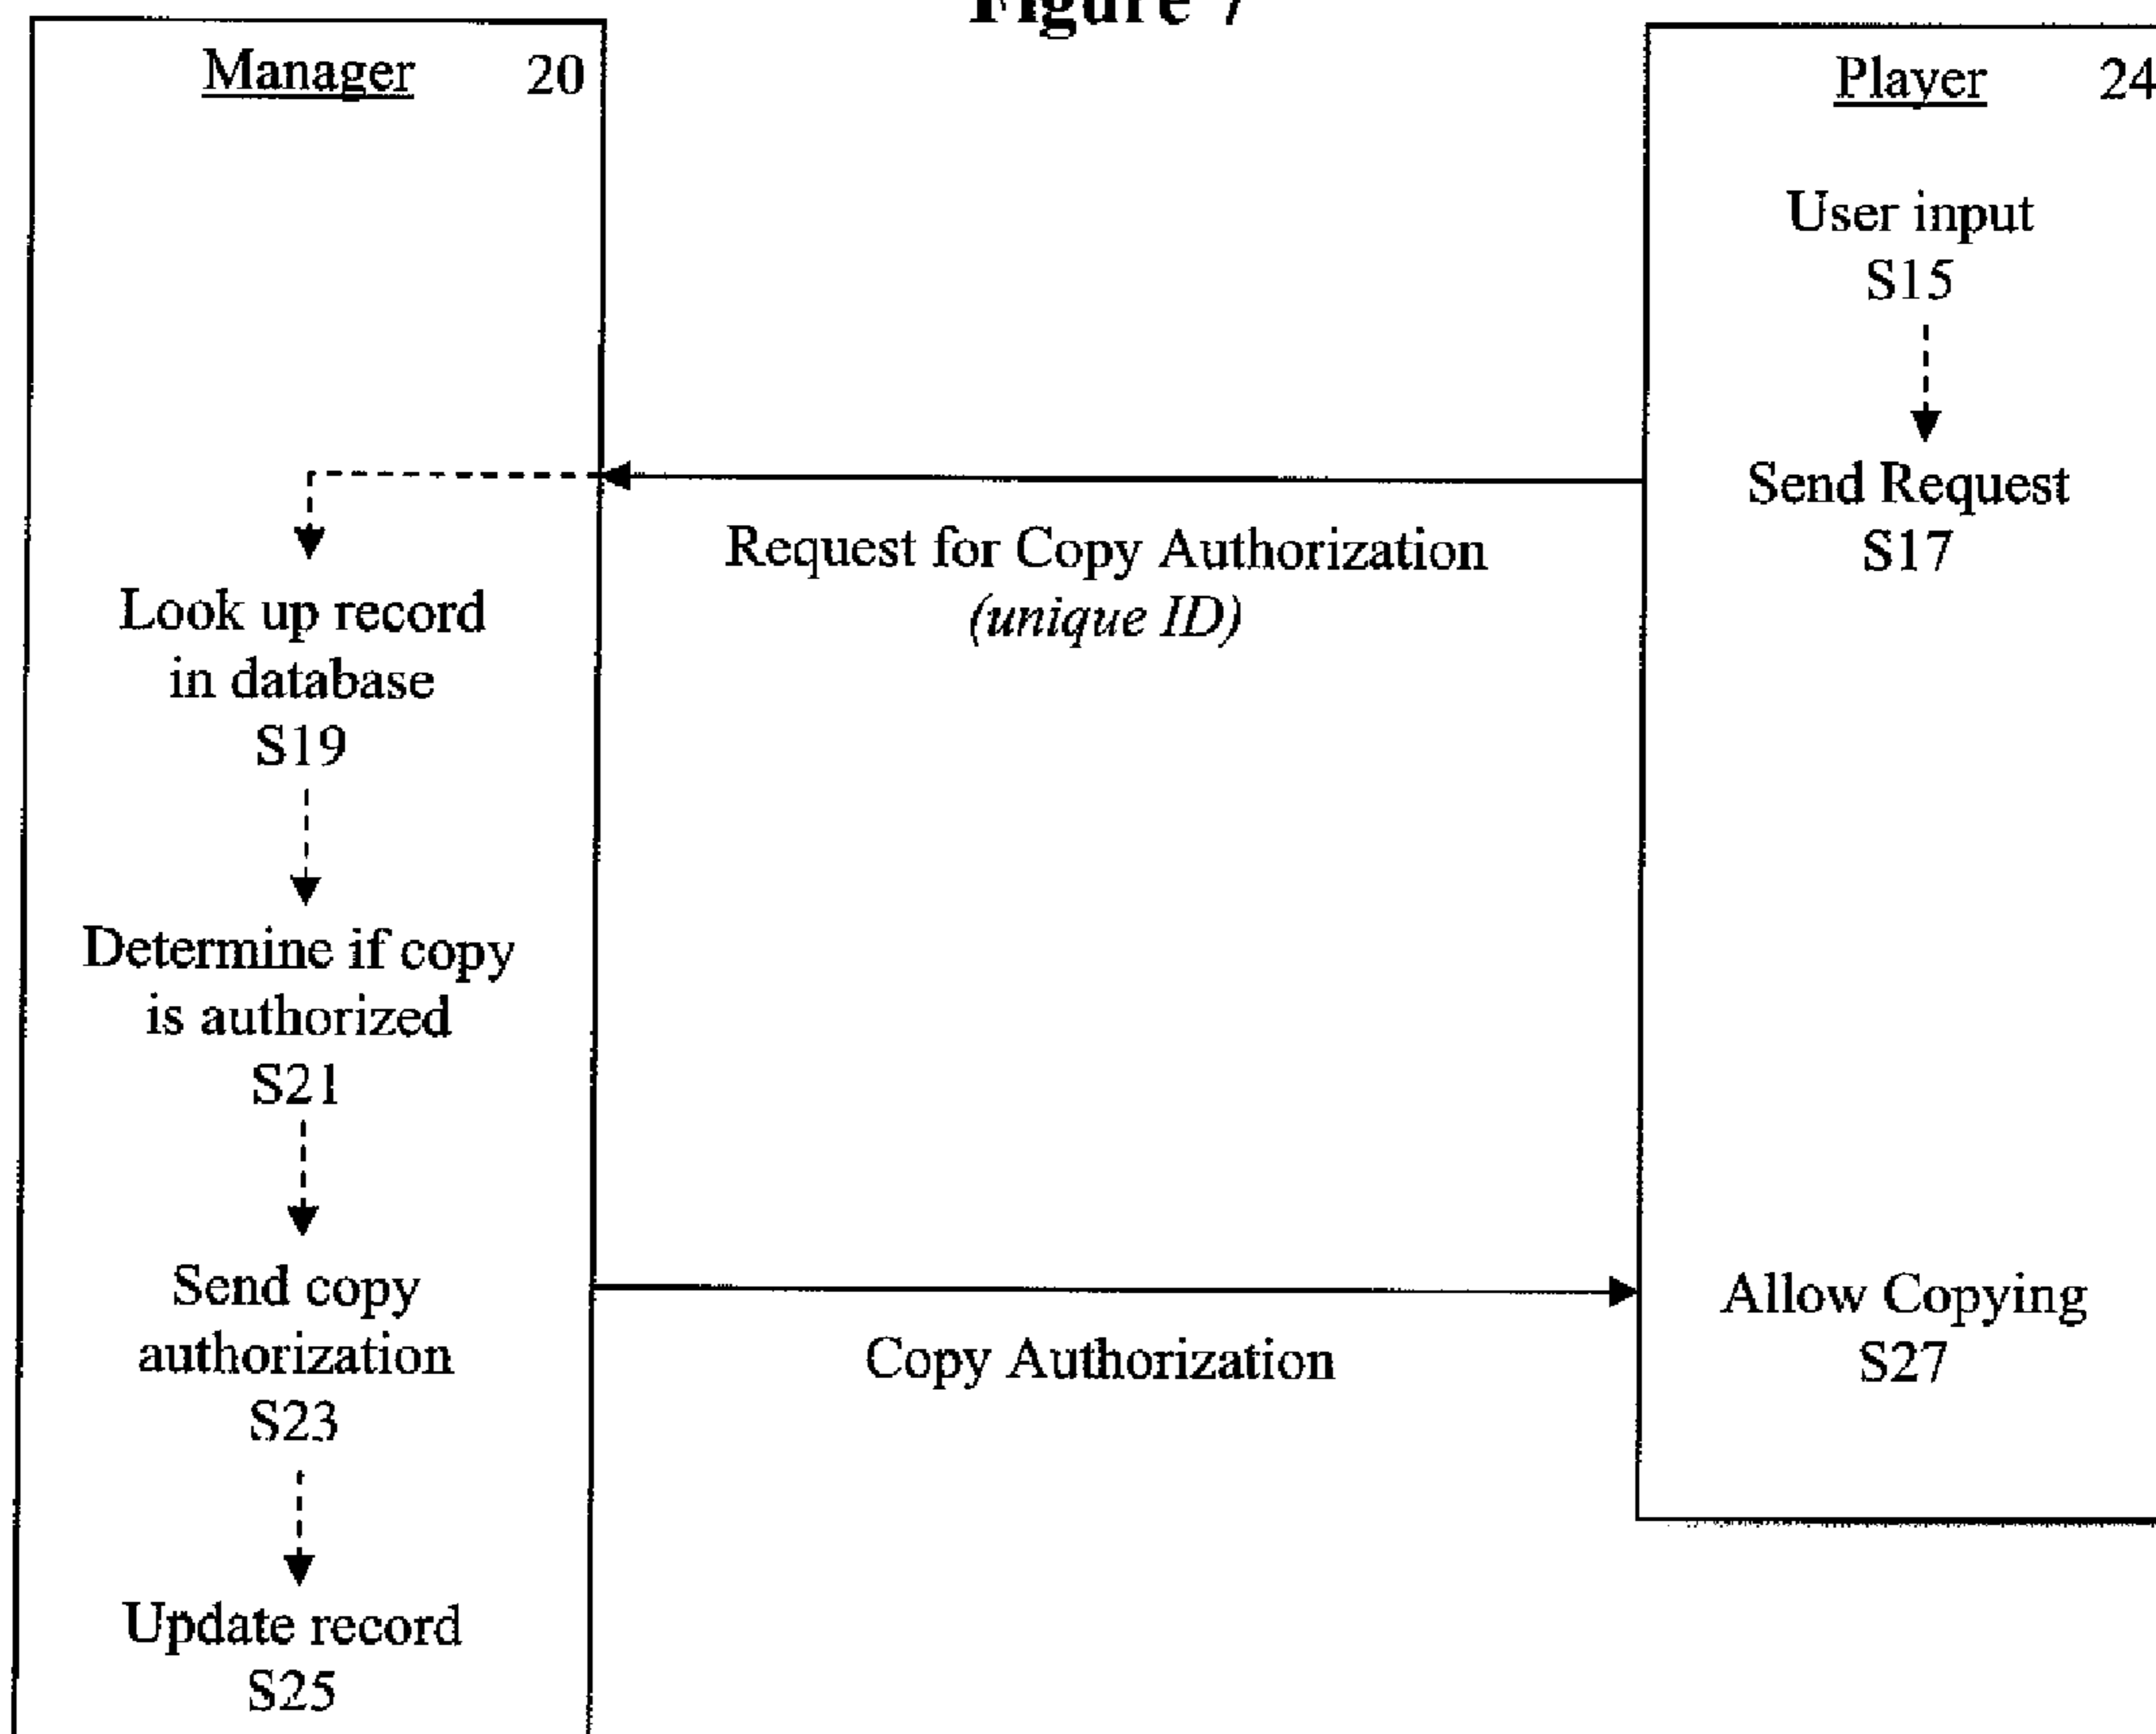 Figure 7
Manager 20
Player 24
User input
S15
Send Request
S17
Request for Copy Authorization
(unique ID)
Look up record
in database
S19
Determine if copy
is authorized
S21
Send copy
authorization
S23
Copy Authorization
Allow Copying
S27
Update record
S25